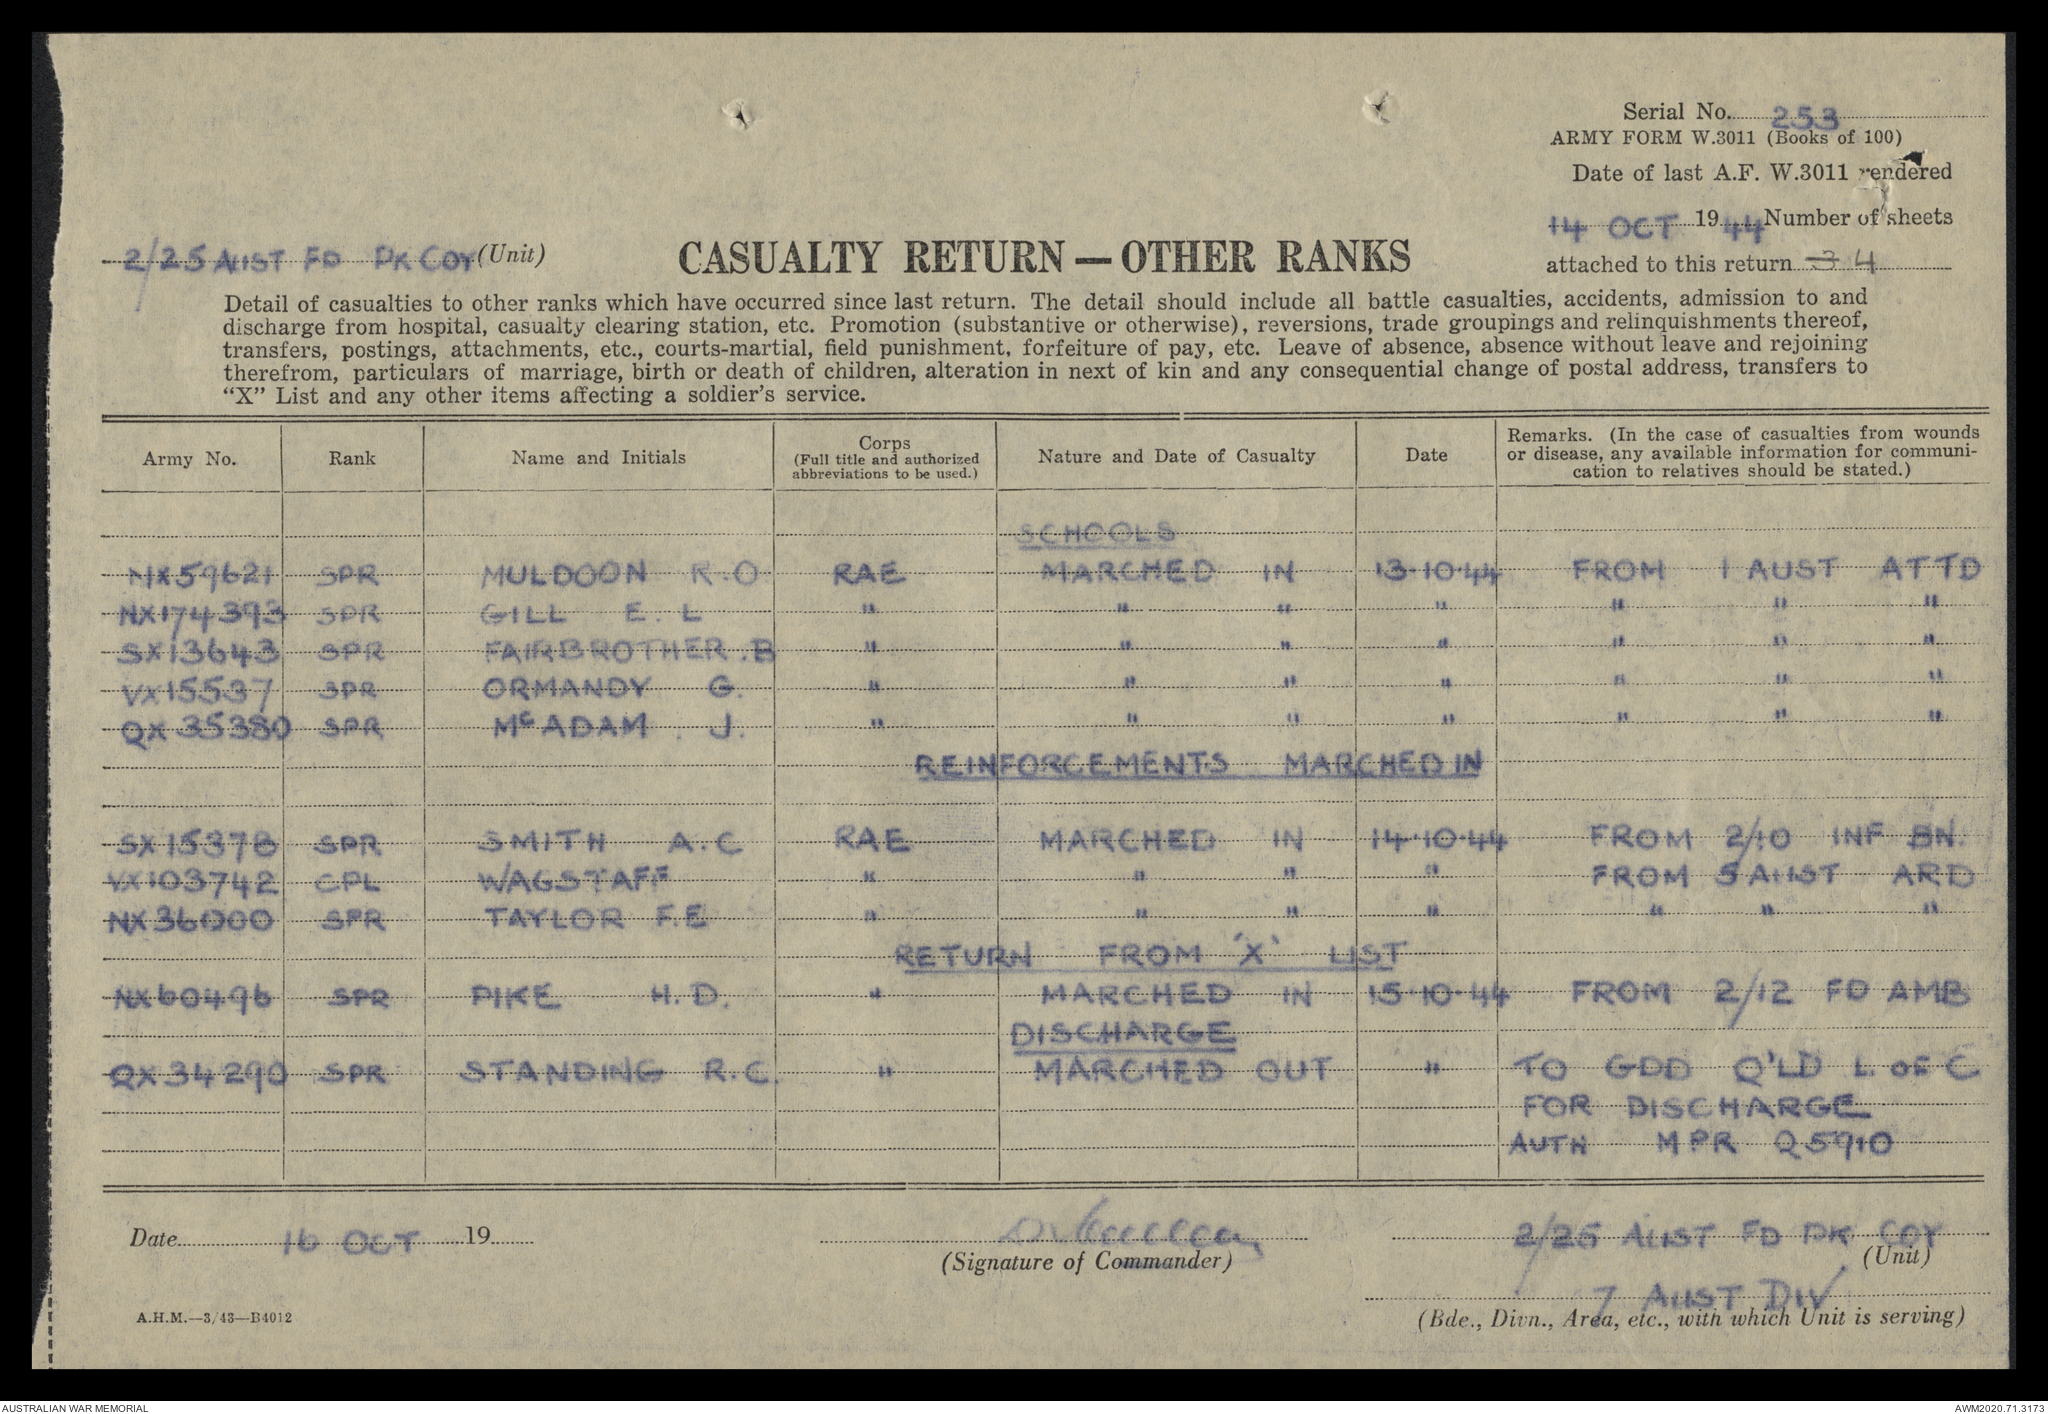 Serial No. 253
ARMY FORM W.3011 (Books of 100)
Date of last A.F. W.3011 rendered
14 OCT 1944 Number of sheets
attached to this return 3 4
2/25 AUST FD PK COY (Unit)
CASUALTY RETURN — OTHER RANKS
Detail of casualties to other ranks which have occurred since last return. The detail should include all battle casualties, accidents, admission to and
discharge from hospital, casualty clearing station, etc. Promotion (substantive or otherwise), reversions, trade groupings and relinquishments thereof,
transfers, postings, attachments, etc., courts-martial, field punishment, forfeiture of pay, etc. Leave of absence, absence without leave and rejoining
therefrom, particulars of marriage, birth or death of children, alteration in next of kin and any consequential change of postal address, transfers to
“X” List and any other items affecting a soldier's service.
Army No. Rank Name and Initials Corps (Full title and authorized abbreviations to be used.) Nature and Date of Casualty Date Remarks. (In the case of casualties from wounds or disease, any available information for communi-cation to relatives should be stated.)
SCHOOLS
NX59621 SPR MULDOON R.O RAE MARCHED IN 13.10.44 FROM 1 AUST ATTD
NX174393 SPR GILL E.L " " " " " " "
SX13643 SPR FAIRBROTHER.B " " " " " " "
VX15537 SPR ORMANDY G. " " " " " " "
QX35380 SPR McADAM. J. " " " " " " "
REINFORCEMENTS MARCHED IN
SX15378 SPR SMITH A.C RAE MARCHED IN 14.10.44 FROM 2/10 INF BN.
VX103742 CPL WAGSTAFF " " " " FROM 5 AUST ARD
NX36000 SPR TAYLOR F.E " " " " " " "
RETURN FROM 'X' LIST
NX60496 SPR PIKE H.D. " MARCHED IN 15.10.44 FROM 2/12 FD AMB
DISCHARGE
QX34290 SPR STANDING R.C. " MARCHED OUT " TO GDD Q'LD L. OF C
FOR DISCHARGE
AUTH MPR Q5910
Date 16 OCT 19
(Signature of Commander)
2/25 AUST FD PK COY
(Unit)
7 AUST DIV
(Bde., Divn., Area, etc., with which Unit is serving)
A.H.M.—3/43—B4012
AUSTRALIAN WAR MEMORIAL
AWM2020.71.3173